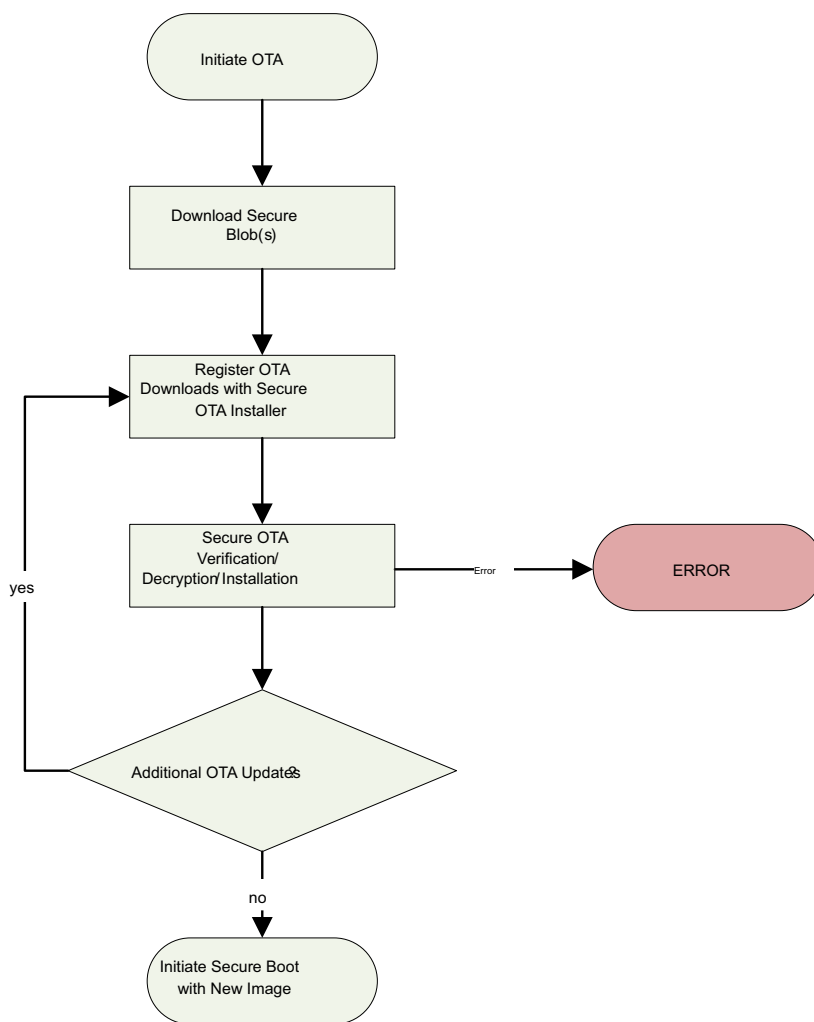 Initiate OTA
Download Secure
Blob(s)
Register OTA
Downloads with Secure
OTA Installer
Secure OTA
Verification/
Decryption/Installation
Error
ERROR
yes
Additional OTA Updates?
no
Initiate Secure Boot
with New Image